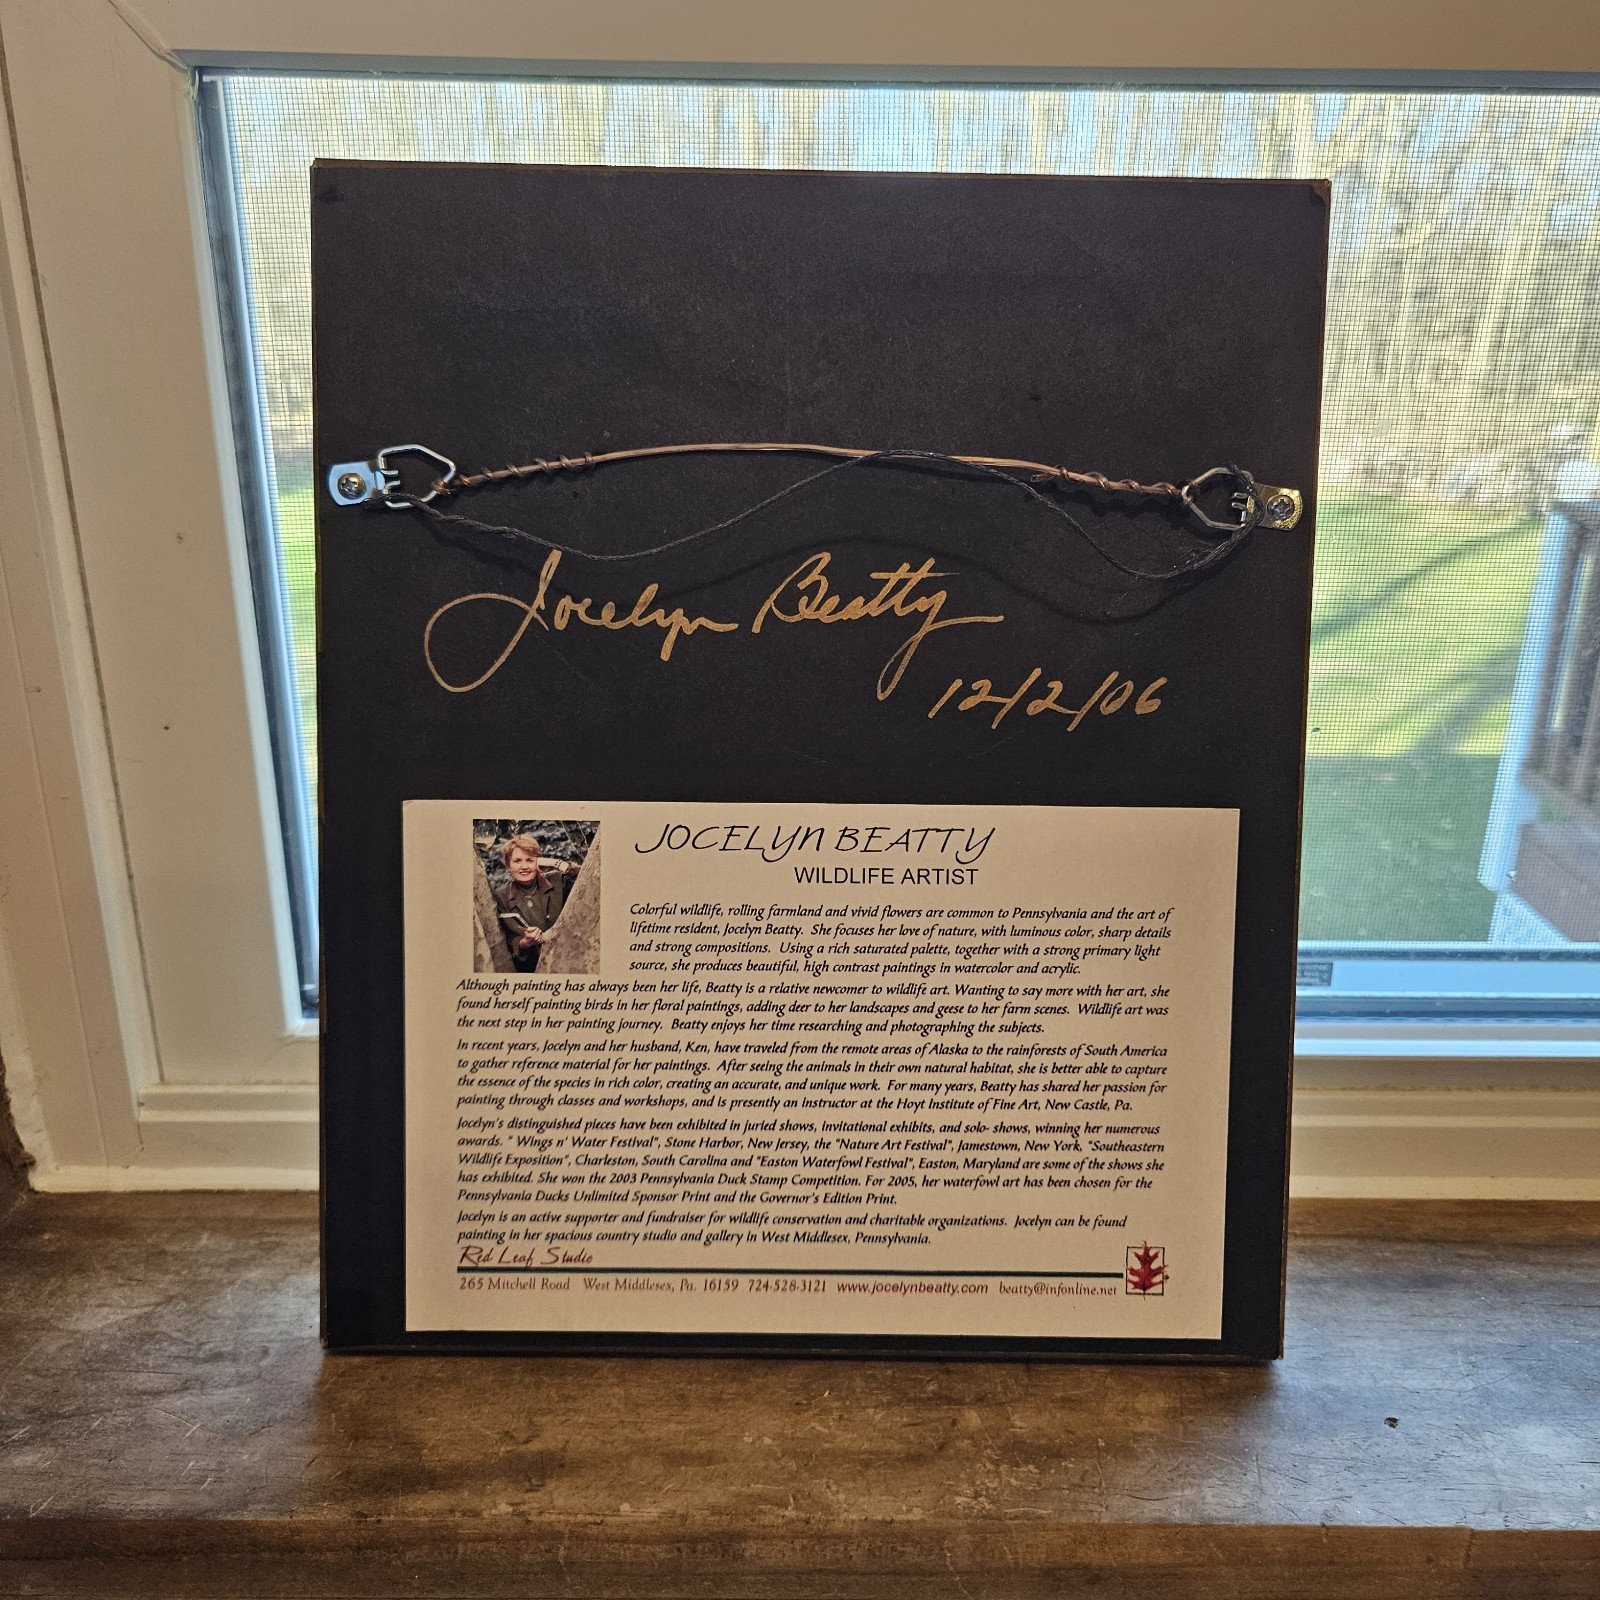 Jocelyn Beatty
12/2/06
JOCELYN BEATTY
WILDLIFE ARTIST
Colorful wildlife, rolling farmland and vivid flowers are common to Pennsylvania and the art of
lifetime resident, Jocelyn Beatty. She focuses her love of nature, with luminous color, sharp details
and strong compositions. Using a rich saturated palette, together with a strong primary light
source, she produces beautiful, high contrast paintings in watercolor and acrylic.
Although painting has always been her life, Beatty is a relative newcomer to wildlife art. Wanting to say more with her art, she
found herself painting birds in her floral paintings, adding deer to her landscapes and geese to her farm scenes. Wildlife art was
the next step in her painting journey. Beatty enjoys her time researching and photographing the subjects.
In recent years, Jocelyn and her husband, Ken, have traveled from the remote areas of Alaska to the rainforests of South America
to gather reference material for her paintings. After seeing the animals in their own natural habitat, she is better able to capture
the essence of the species in rich color, creating an accurate, and unique work. For many years, Beatty has shared her passion for
painting through classes and workshops, and is presently an instructor at the Hoyt Institute of Fine Art, New Castle, Pa.
Jocelyn's distinguished pieces have been exhibited in juried shows, invitational exhibits, and solo- shows, winning her numerous
awards. " Wings n' Water Festival", Stone Harbor, New Jersey, the "Nature Art Festival", Jamestown, New York, "Southeastern
Wildlife Exposition", Charleston, South Carolina and "Easton Waterfowl Festival", Easton, Maryland are some of the shows she
has exhibited. She won the 2003 Pennsylvania Duck Stamp Competition. For 2005, her waterfowl art has been chosen for the
Pennsylvania Ducks Unlimited Sponsor Print and the Governor's Edition Print.
Jocelyn is an active supporter and fundraiser for wildlife conservation and charitable organizations. Jocelyn can be found
painting in her spacious country studio and gallery in West Middlesex, Pennsylvania.
Red Leaf Studio
265 Mitchell Road West Middlesex, Pa. 16159 724-528-3121 www.jocelynbeatty.com beatty@infonline.net